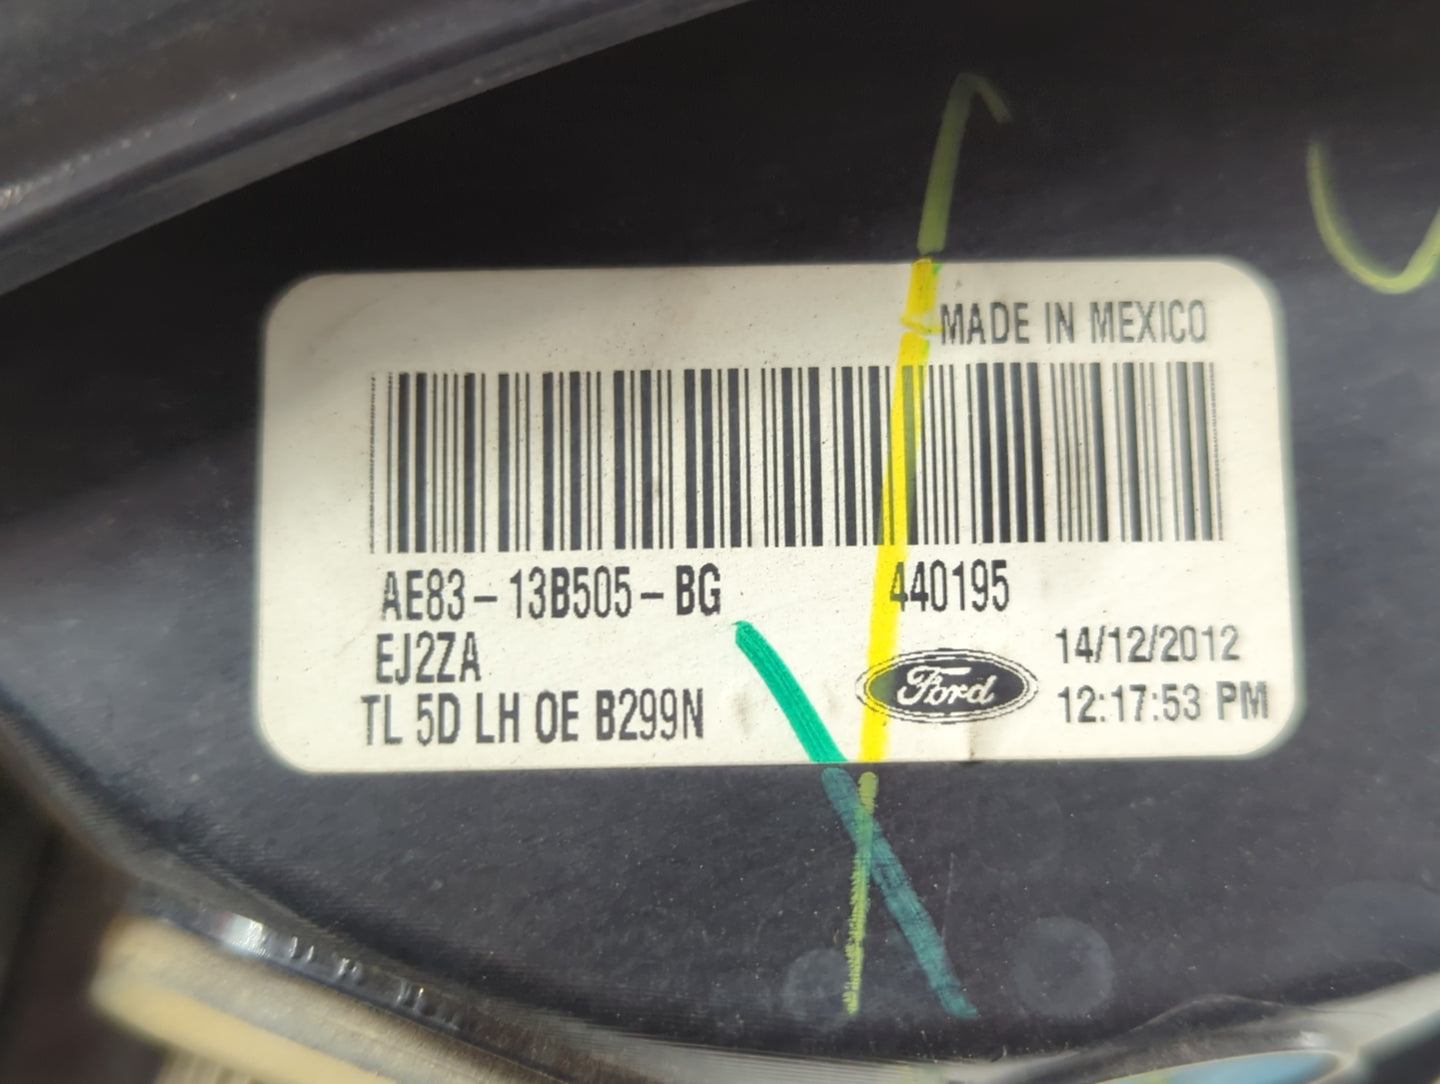 MADE IN MEXICO
AE83-13B505-BG 440195
EJ2ZA
TL 5D LH OE B299N
Ford
14/12/2012
12:17:53 PM